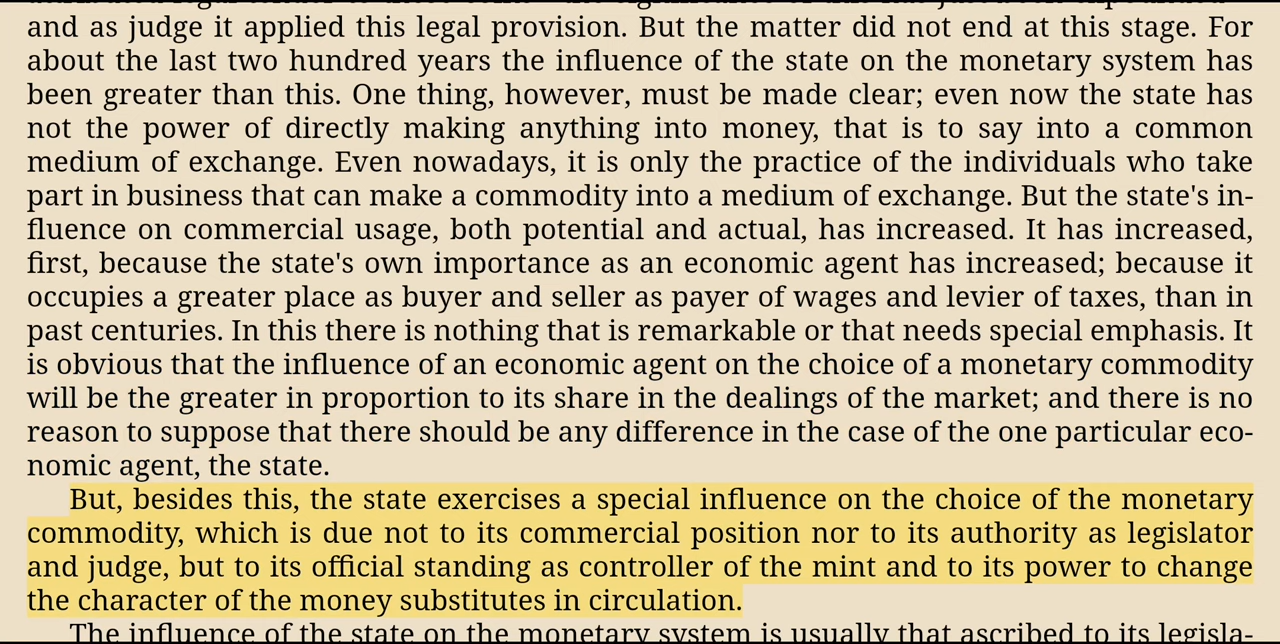 and as judge it applied this legal provision. But the matter did not end at this stage. For
about the last two hundred years the influence of the state on the monetary system has
been greater than this. One thing, however, must be made clear; even now the state has
not the power of directly making anything into money, that is to say into a common
medium of exchange. Even nowadays, it is only the practice of the individuals who take
part in business that can make a commodity into a medium of exchange. But the state's in-
fluence on commercial usage, both potential and actual, has increased. It has increased,
first, because the state's own importance as an economic agent has increased; because it
occupies a greater place as buyer and seller as payer of wages and levier of taxes, than in
past centuries. In this there is nothing that is remarkable or that needs special emphasis. It
is obvious that the influence of an economic agent on the choice of a monetary commodity
will be the greater in proportion to its share in the dealings of the market; and there is no
reason to suppose that there should be any difference in the case of the one particular eco-
nomic agent, the state.
But, besides this, the state exercises a special influence on the choice of the monetary
commodity, which is due not to its commercial position nor to its authority as legislator
and judge, but to its official standing as controller of the mint and to its power to change
the character of the money substitutes in circulation.
The influence of the state on the monetary system is usually that ascribed to its legisla-